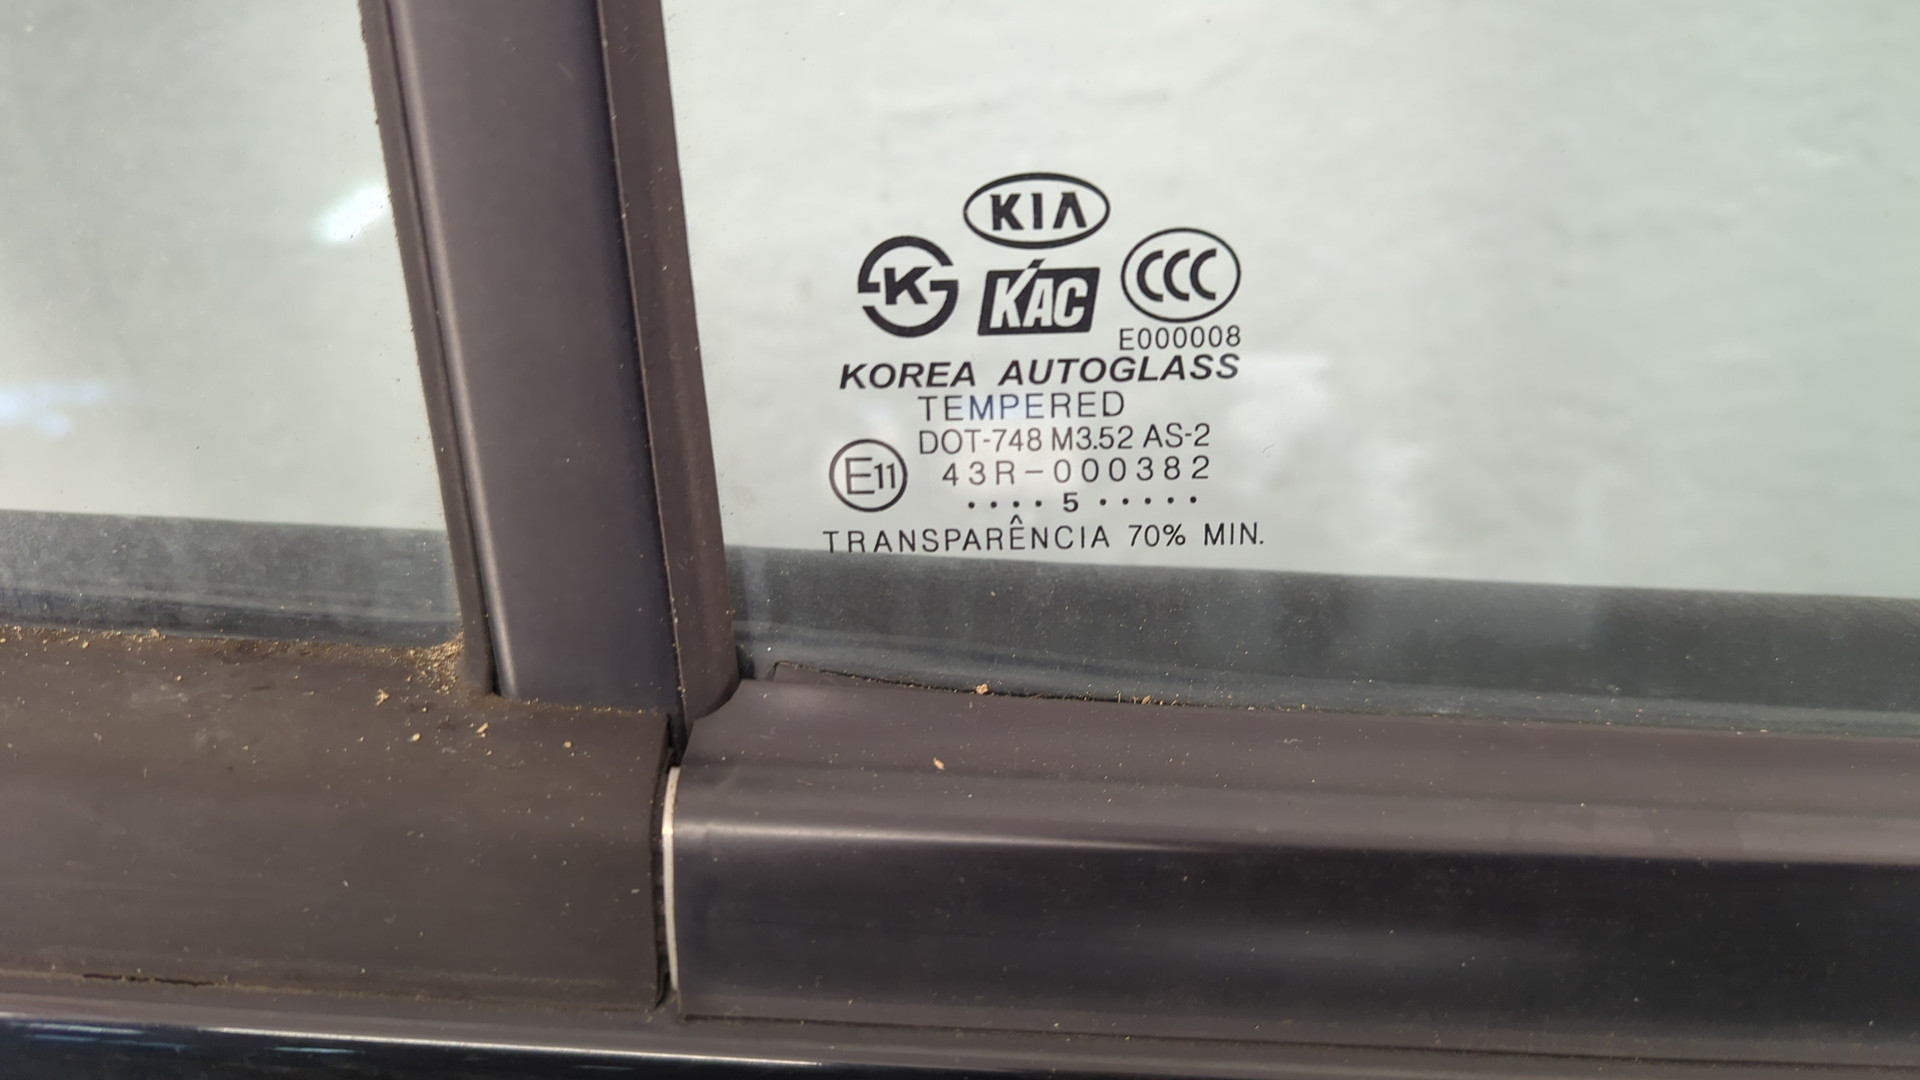 KIA
K KAC CCC
E000008
KOREA AUTOGLASS
TEMPERED
DOT-748 M3.52 AS-2
E11 43R-000382
. . . . 5 . . . . .
TRANSPARÊNCIA 70% MIN.